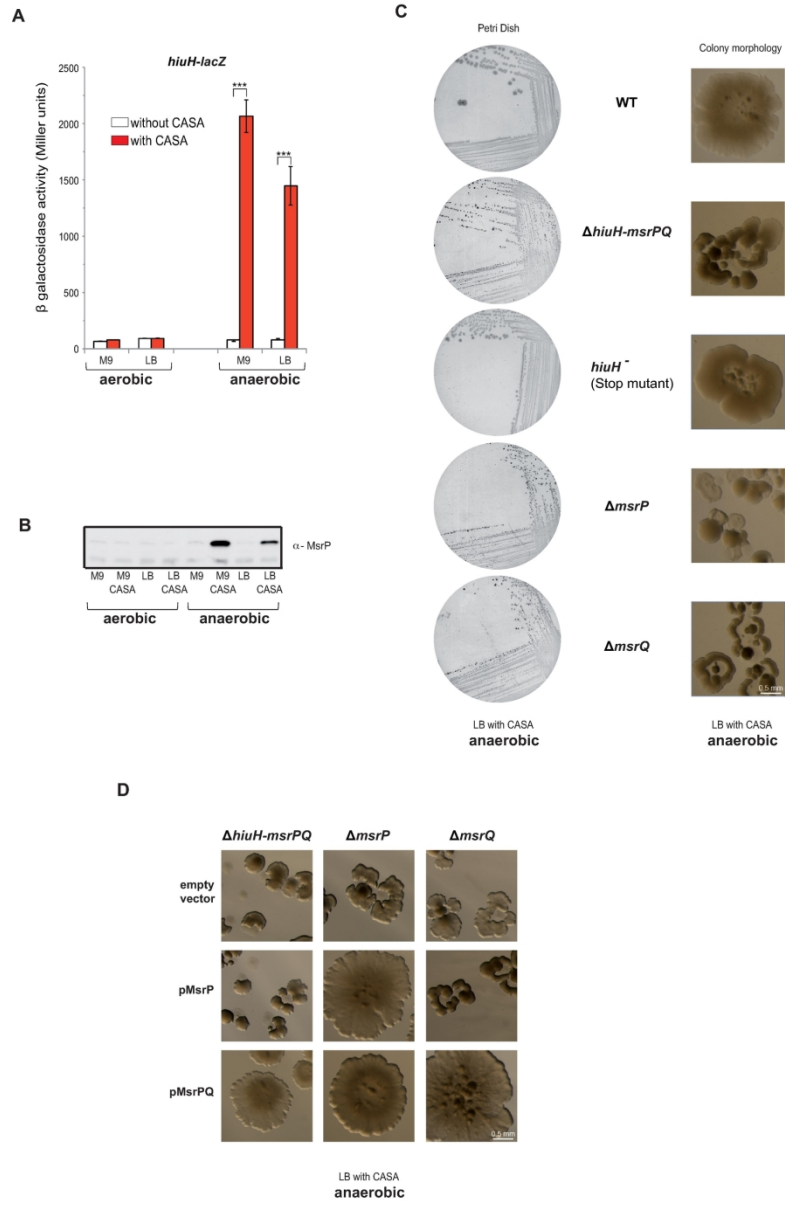 A
hiuH-lacZ
β galactosidase activity (Miller units)
2500
2000
1500
1000
500
0
without CASA
with CASA
***
***
M9
LB
M9
LB
aerobic
anaerobic
B
α- MsrP
M9
M9
CASA
LB
LB
CASA
M9
M9
CASA
LB
LB
CASA
aerobic
anaerobic
C
Petri Dish
Colony morphology
WT
ΔhiuH-msrPQ
hiuH -
(Stop mutant)
ΔmsrP
ΔmsrQ
0.5 mm
LB with CASA
anaerobic
LB with CASA
anaerobic
D
ΔhiuH-msrPQ
ΔmsrP
ΔmsrQ
empty
vector
pMsrP
pMsrPQ
0.5 mm
LB with CASA
anaerobic